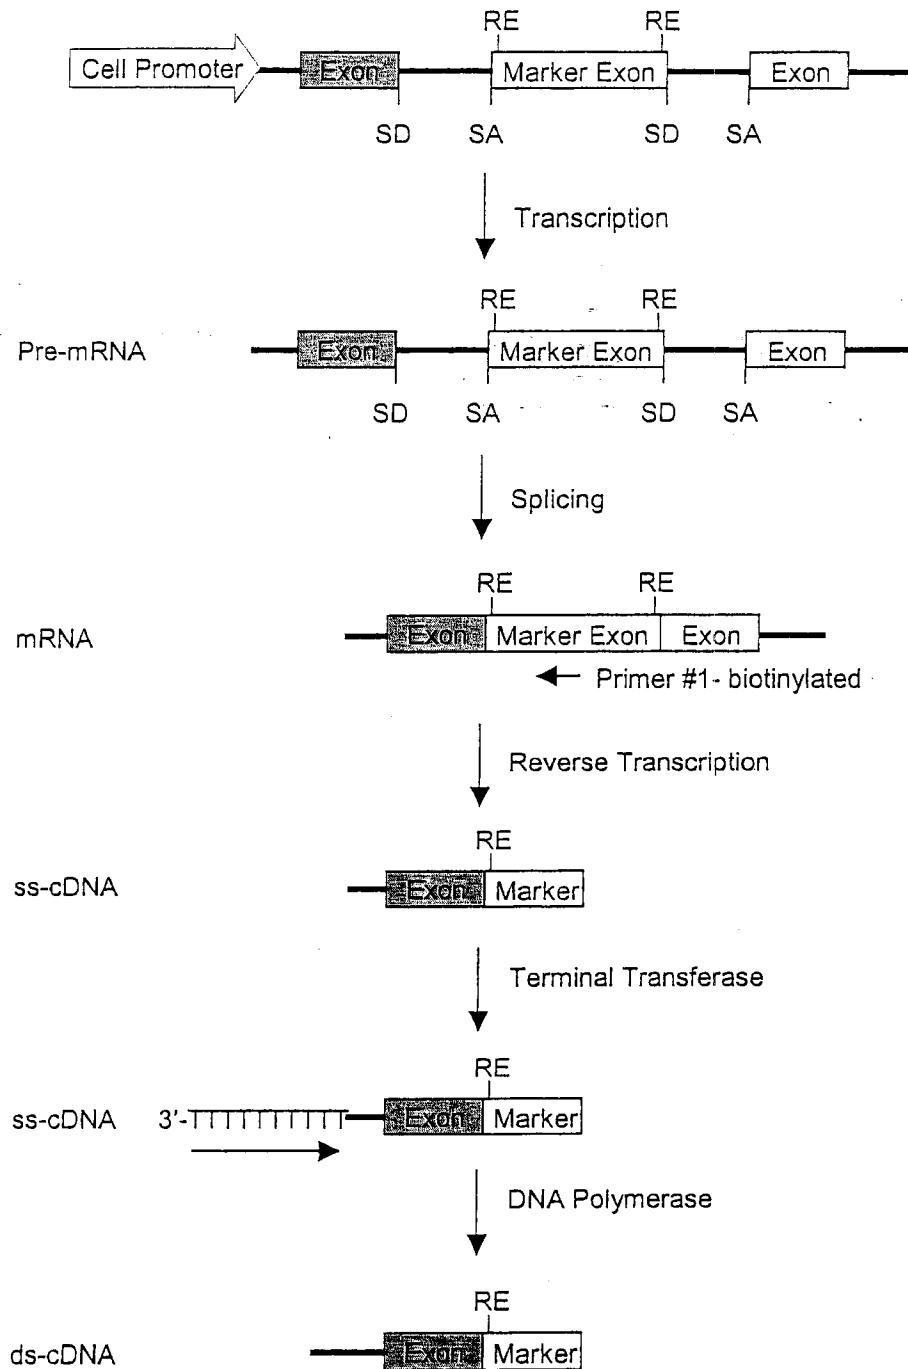 RE RE
Cell Promoter Exon Marker Exon Exon
SD SA SD SA
Transcription
RE RE
Pre-mRNA Exon Marker Exon Exon
SD SA SD SA
Splicing
RE RE
mRNA Exon Marker Exon Exon
Primer #1- biotinylated
Reverse Transcription
RE
ss-cDNA Exon Marker
Terminal Transferase
RE
ss-cDNA 3'- Exon Marker
DNA Polymerase
RE
ds-cDNA Exon Marker